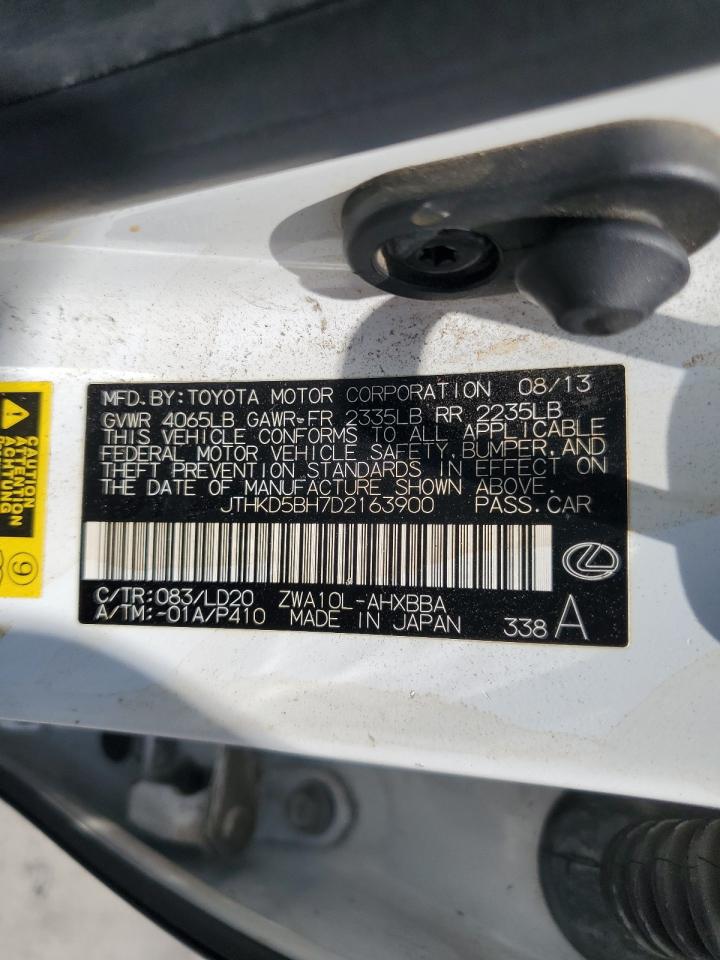 MFD. BY: TOYOTA MOTOR CORPORATION 08/13
GVWR 4065LB GAWR-FR 2335LB RR 2235LB
THIS VEHICLE CONFORMS TO ALL APPLICABLE
FEDERAL MOTOR VEHICLE SAFETY, BUMPER, AND
THEFT PREVENTION STANDARDS IN EFFECT ON
THE DATE OF MANUFACTURE SHOWN ABOVE.
JTHKD5BH7D2163900 PASS. CAR
C/TR: 083/LD20 ZWA10L-AHXBBA
A/TM: -01A/P410 MADE IN JAPAN 338 A
CAUTION
ATTENTION
ACHTUNG
9